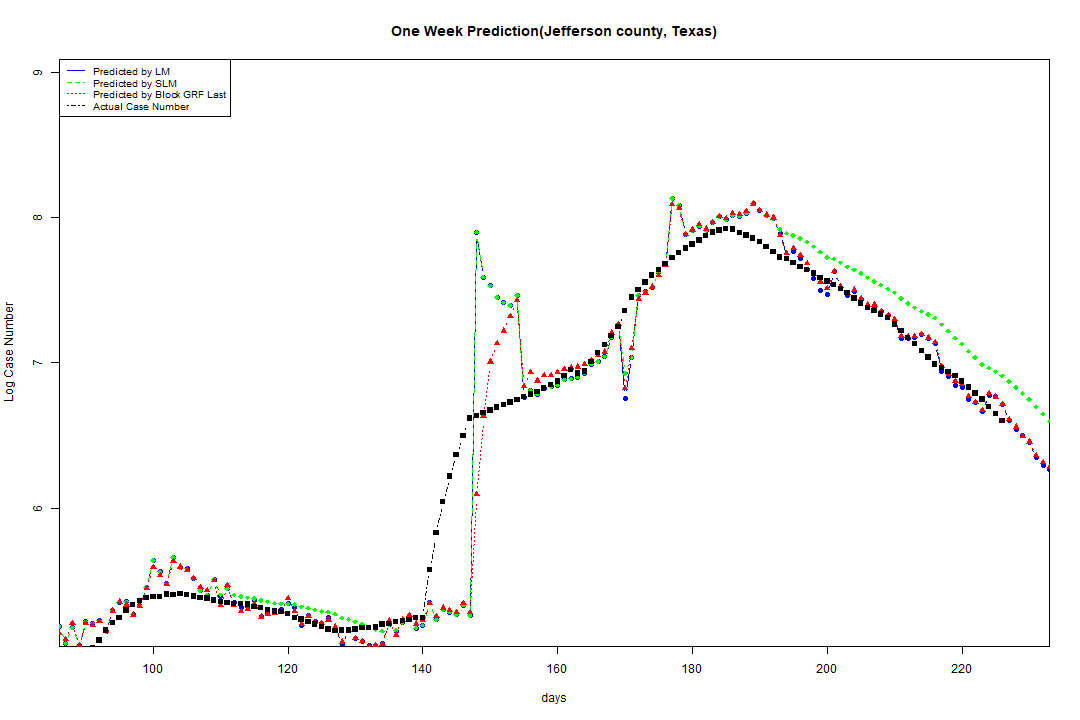 One Week Prediction(Jefferson county, Texas)
Predicted by LM
Predicted by SLM
Predicted by Block GRF Last
Actual Case Number
9
8
7
6
Log Case Number
100 120 140 160 180 200 220
days